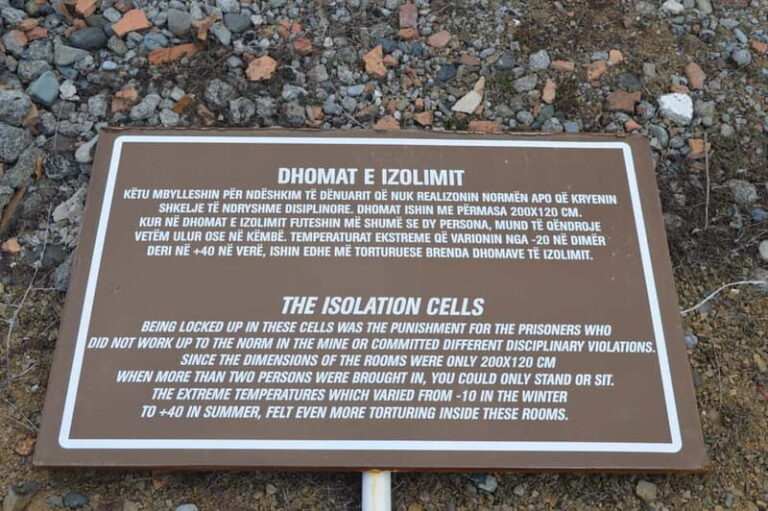 DHOMAT E IZOLIMIT
KËTU MBYLLESHIN PËR NDËSHKIM TË DËNUARIT QË NUK REALIZONIN NORMËN APO QË KRYENIN
SHKELJE TË NDRYSHME DISIPLINORE. DHOMAT ISHIN ME PËRMASA 200X120 CM.
KUR NË DHOMAT E IZOLIMIT FUTESHIN MË SHUMË SE DY PERSONA, MUND TË QËNDROJE
VETËM ULUR OSE NË KËMBË. TEMPERATURAT EKSTREME QË VARIONIN NGA -20 NË DIMËR
DERI NË +40 NË VERË, ISHIN EDHE MË TORTURUESE BRENDA DHOMAVE TË IZOLIMIT.
THE ISOLATION CELLS
BEING LOCKED UP IN THESE CELLS WAS THE PUNISHMENT FOR THE PRISONERS WHO
DID NOT WORK UP TO THE NORM IN THE MINE OR COMMITTED DIFFERENT DISCIPLINARY VIOLATIONS.
SINCE THE DIMENSIONS OF THE ROOMS WERE ONLY 200X120 CM
WHEN MORE THAN TWO PERSONS WERE BROUGHT IN, YOU COULD ONLY STAND OR SIT.
THE EXTREME TEMPERATURES WHICH VARIED FROM -10 IN THE WINTER
TO +40 IN SUMMER, FELT EVEN MORE TORTURING INSIDE THESE ROOMS.